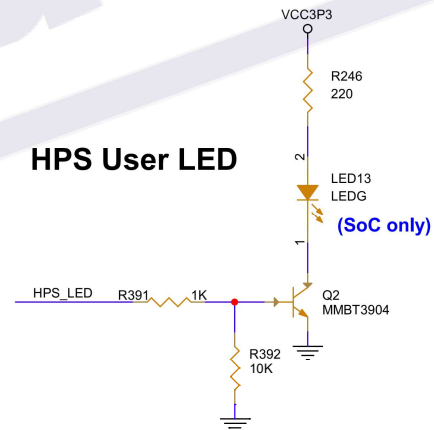 VCC3P3
R246
220
HPS User LED
2
LED13
LEDG
(SoC only)
1
HPS_LED
R391
1K
Q2
MMBT3904
R392
10K